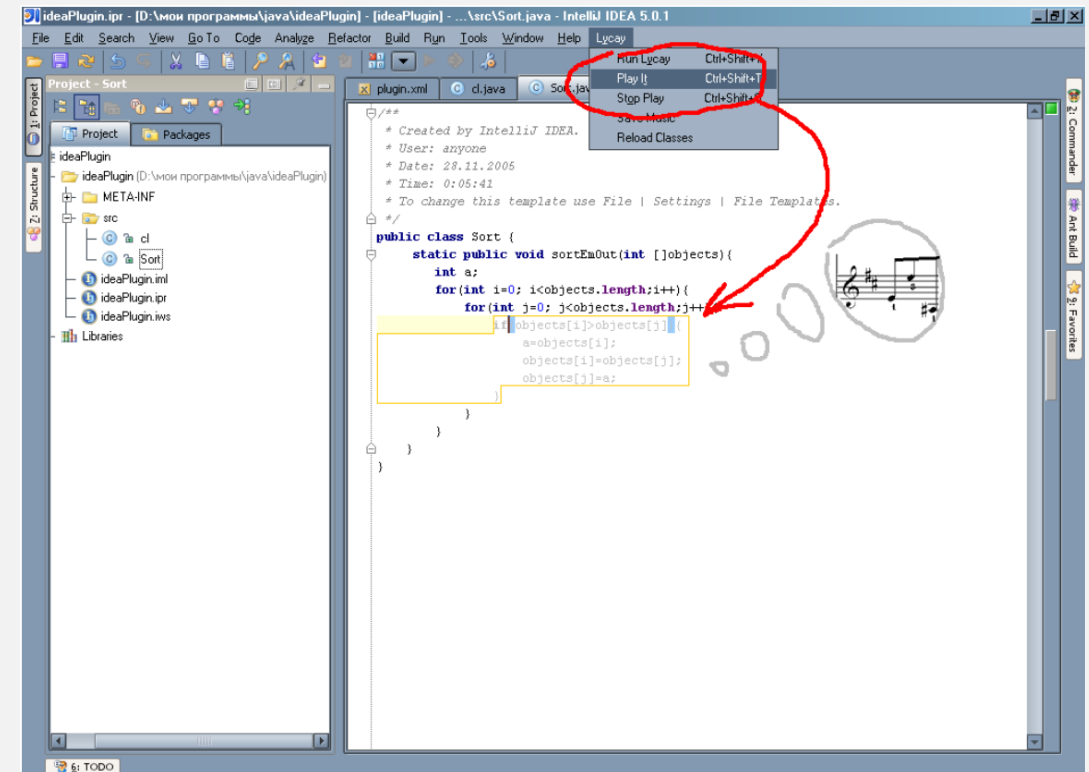 ideaPlugin.ipr - [D:\мои программы\java\ideaPlugin] - [ideaPlugin] - ...\src\Sort.java - IntelliJ IDEA 5.0.1
File Edit Search View Go To Code Analyze Refactor Build Run Tools Window Help Lycay
Run Lycay Ctrl+Shift+
Play It Ctrl+Shift+T
Stop Play Ctrl+Shift+
Save Music
Reload Classes
1: Project
7: Structure
Project - Sort
Project Packages
ideaPlugin
ideaPlugin (D:\мои программы\java\ideaPlugin)
META-INF
src
cl
Sort
ideaPlugin.iml
ideaPlugin.ipr
ideaPlugin.iws
Libraries
plugin.xml cl.java Sort.jav
/**
* Created by IntelliJ IDEA.
* User: anyone
* Date: 28.11.2005
* Time: 0:05:41
* To change this template use File | Settings | File Templates.
*/
public class Sort {
static public void sortEmOut(int []objects){
int a;
for(int i=0; i<objects.length;i++){
for(int j=0; j<objects.length;j++
if objects[i]>objects[j] {
a=objects[i];
objects[i]=objects[j];
objects[j]=a;
}
}
}
}
}
2: Commander
Ant Build
9: Favorites
6: TODO